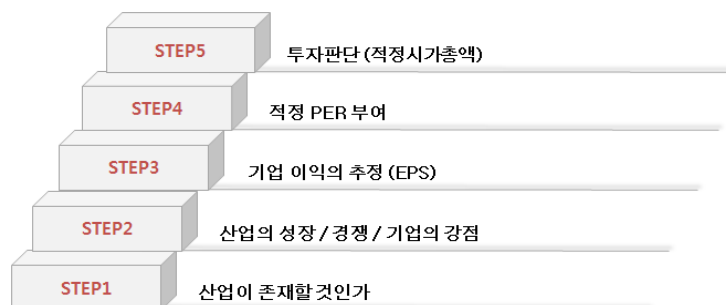 STEP5 투자판단 (적정시가총액)
STEP4 적정 PER 부여
STEP3 기업 이익의 추정 (EPS)
STEP2 산업의 성장 / 경쟁 / 기업의 강점
STEP1 산업이 존재할것인가